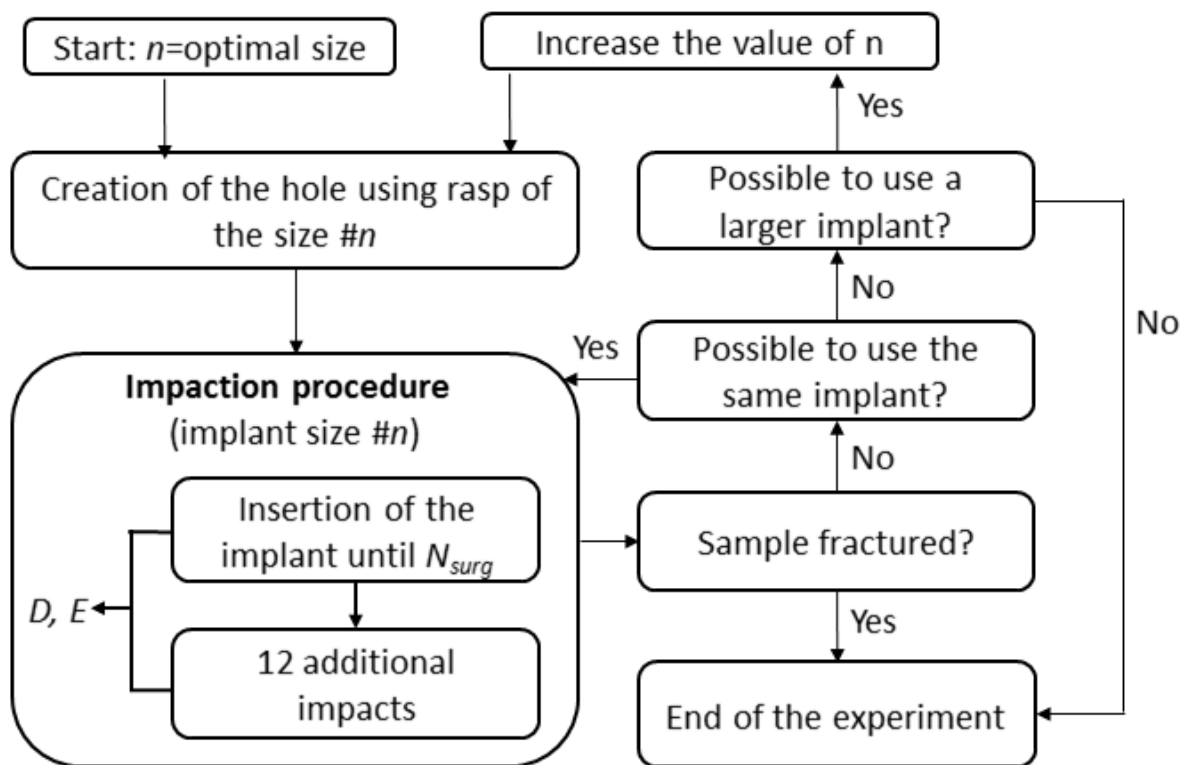 Start: n=optimal size
Increase the value of n
Yes
Creation of the hole using rasp of
the size #n
Possible to use a
larger implant?
No
No
Possible to use the
same implant?
Yes
Impaction procedure
(implant size #n)
No
Insertion of the
implant until Nsurg
Sample fractured?
D, E
Yes
12 additional
impacts
End of the experiment